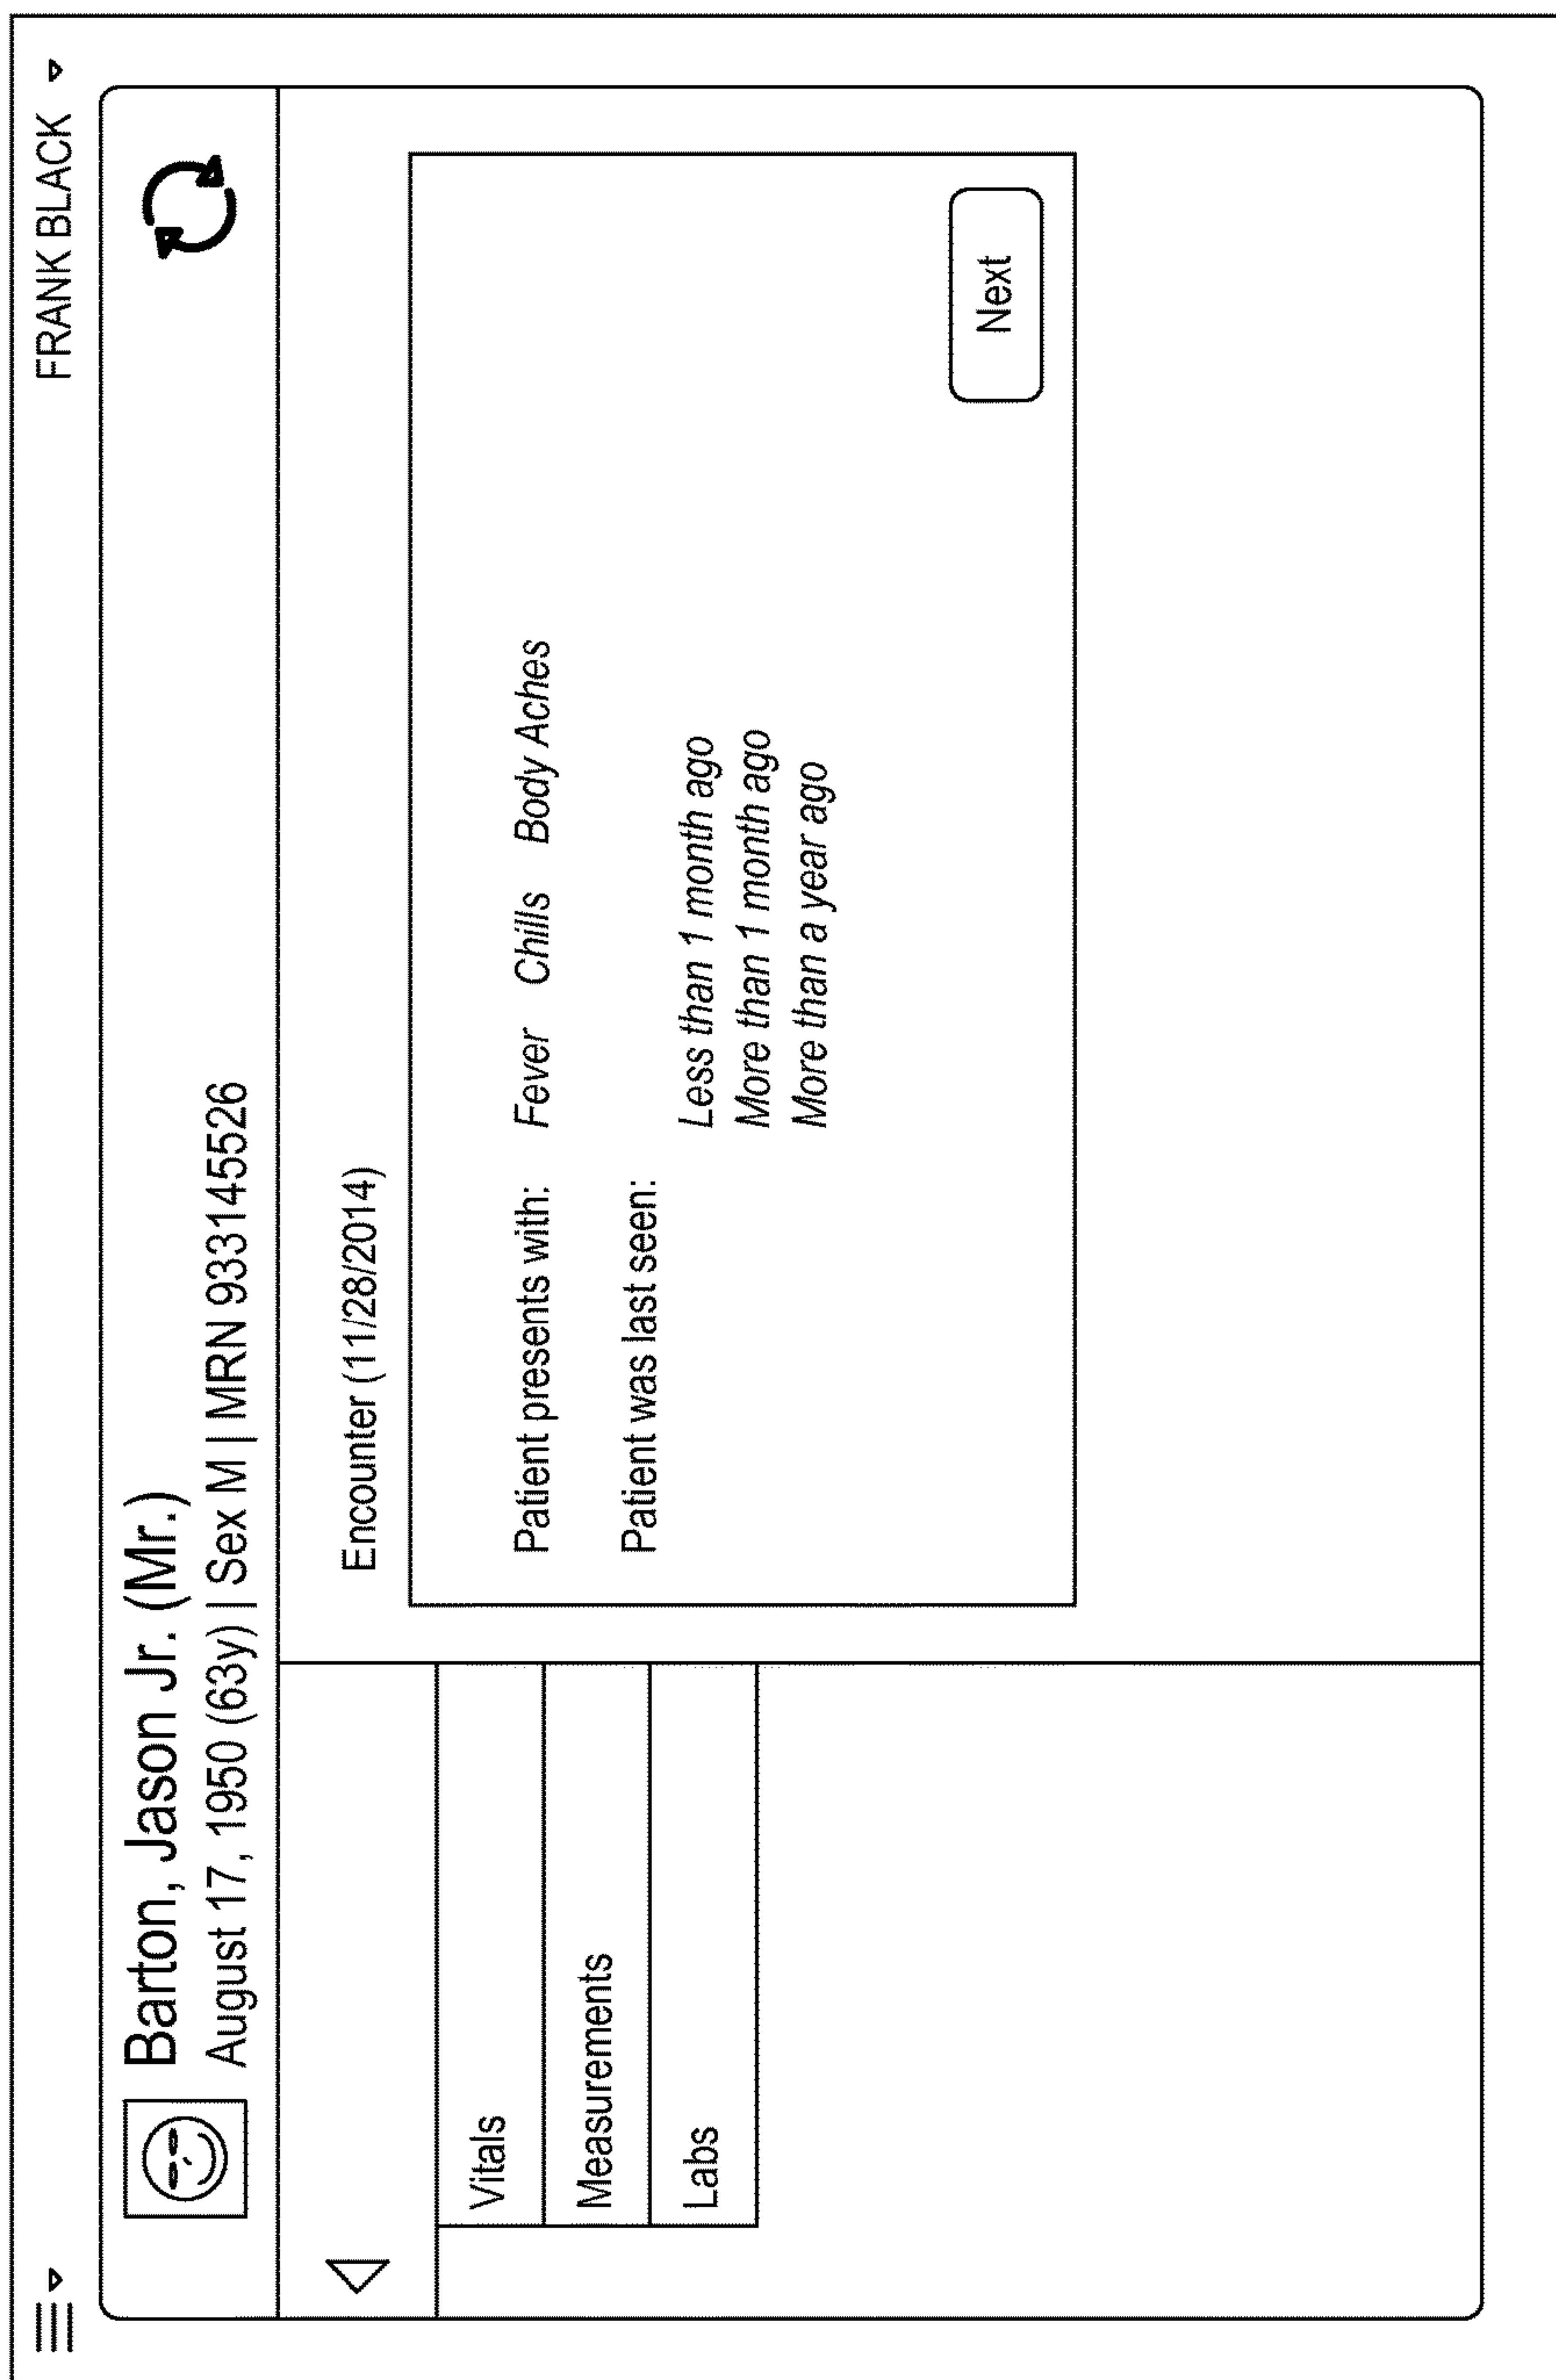 FRANK BLACK
Barton, Jason Jr. (Mr.)
August 17, 1950 (63y) | Sex M | MRN 933145526
Vitals
Measurements
Labs
Encounter (11/28/2014)
Patient presents with: Fever Chills Body Aches
Patient was last seen:
Less than 1 month ago
More than 1 month ago
More than a year ago
Next